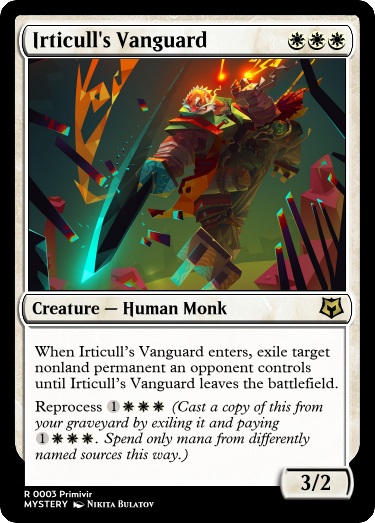 Irticull's Vanguard
Creature — Human Monk
When Irticull's Vanguard enters, exile target
nonland permanent an opponent controls
until Irticull's Vanguard leaves the battlefield.
Reprocess 1 (Cast a copy of this from
your graveyard by exiling it and paying
1. Spend only mana from differently
named sources this way.)
3/2
R 0003 Primivir
MYSTERY Nikita Bulatov